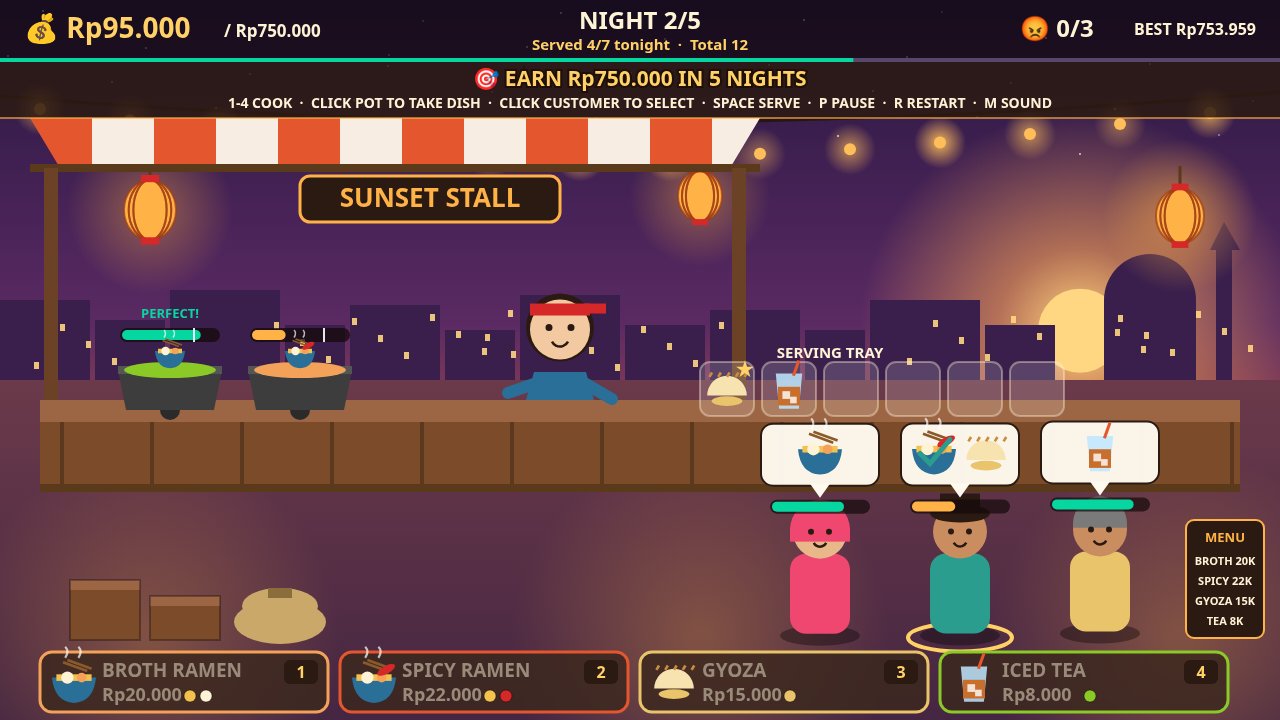 Rp95.000 / Rp750.000
NIGHT 2/5
Served 4/7 tonight · Total 12
0/3
BEST Rp753.959
EARN Rp750.000 IN 5 NIGHTS
1-4 COOK · CLICK POT TO TAKE DISH · CLICK CUSTOMER TO SELECT · SPACE SERVE · P PAUSE · R RESTART · M SOUND
SUNSET STALL
PERFECT!
SERVING TRAY
MENU
BROTH 20K
SPICY 22K
GYOZA 15K
TEA 8K
BROTH RAMEN 1
Rp20.000
SPICY RAMEN 2
Rp22.000
GYOZA 3
Rp15.000
ICED TEA 4
Rp8.000